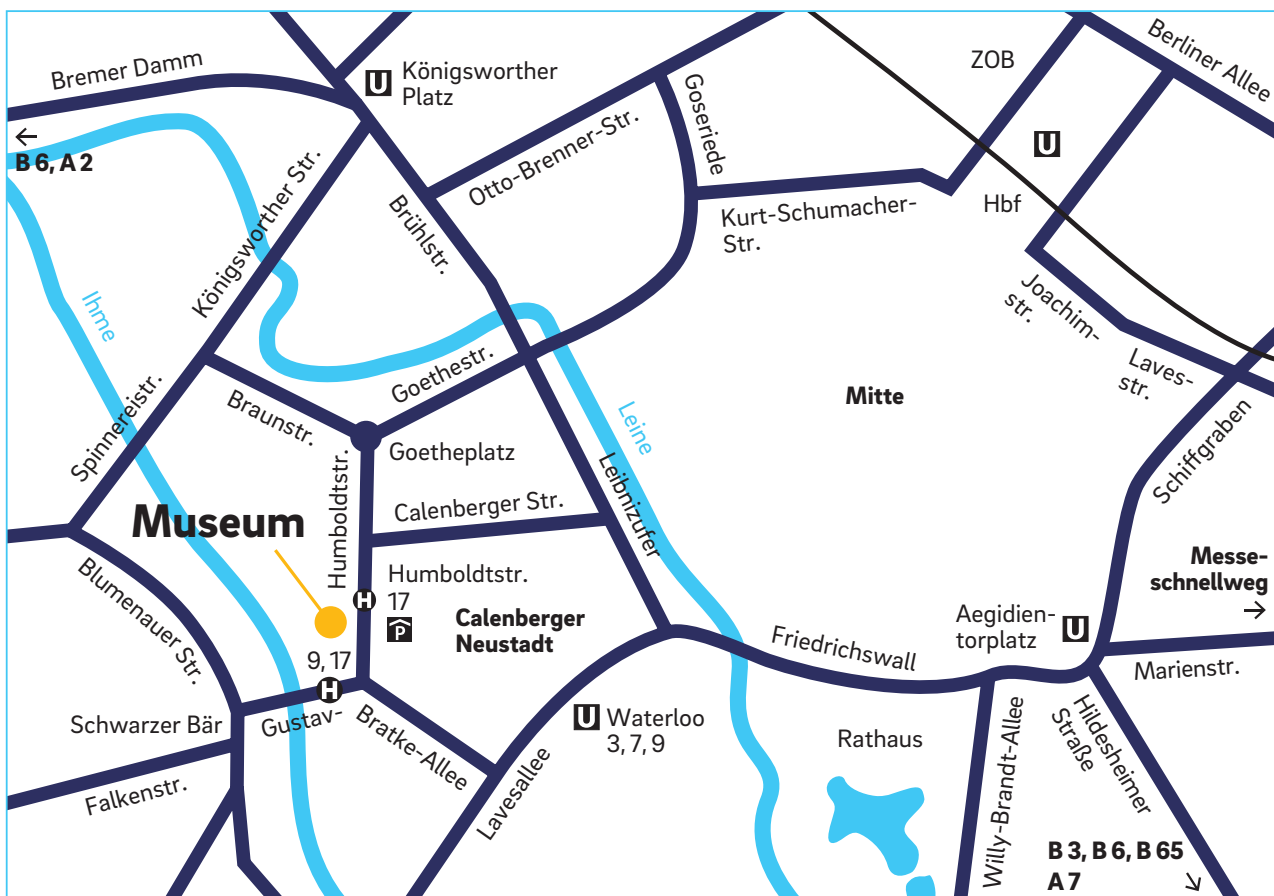 Bremer Damm
U
Königsworther
Platz
ZOB
Berliner Allee
Goseriede
Otto-Brenner-Str.
U
←
B 6, A 2
Königsworther Str.
Brühlstr.
Kurt-Schumacher-
Str.
Hbf
Ihme
Joachim-
str.
Laves-
str.
Goethestr.
Braunstr.
Mitte
Leine
Spinnereistr.
Goetheplatz
Schiffgraben
Humboldtstr.
Leibnizufer
Calenberger Str.
Museum
Blumenauer Str.
H
Humboldtstr.
17
P
Calenberger
Neustadt
Messe-
schnellweg
→
Aegidien-
torplatz
U
Friedrichswall
Marienstr.
9, 17
H
Schwarzer Bär
Gustav-
Bratke-Allee
U
Waterloo
3, 7, 9
Rathaus
Hildesheimer
Straße
Willy-Brandt-Allee
Falkenstr.
Lavesallee
B 3, B 6, B 65
A 7
↘